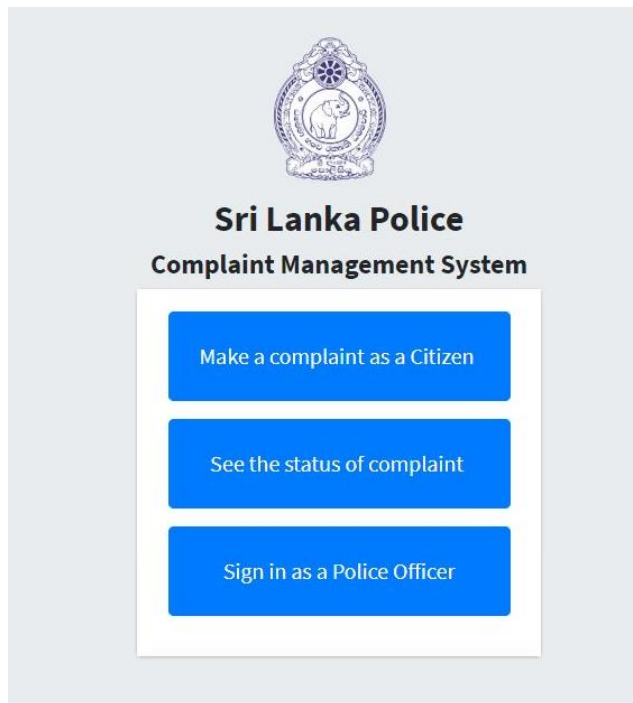 Sri Lanka Police
Complaint Management System
Make a complaint as a Citizen
See the status of complaint
Sign in as a Police Officer